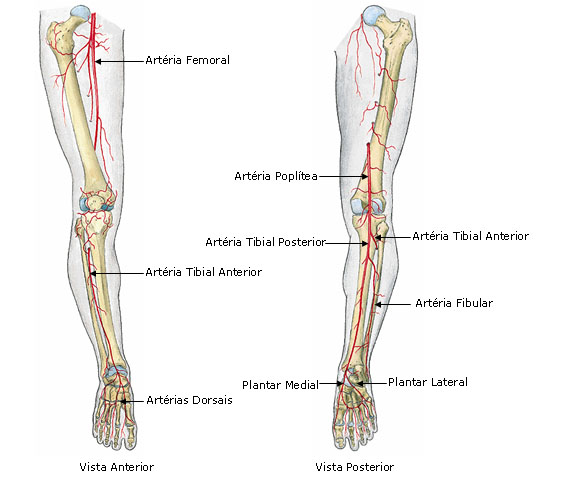 Artéria Femoral
Artéria Tibial Anterior
Artérias Dorsais
Vista Anterior
Artéria Poplítea
Artéria Tibial Posterior
Artéria Tibial Anterior
Artéria Fibular
Plantar Medial
Plantar Lateral
Vista Posterior